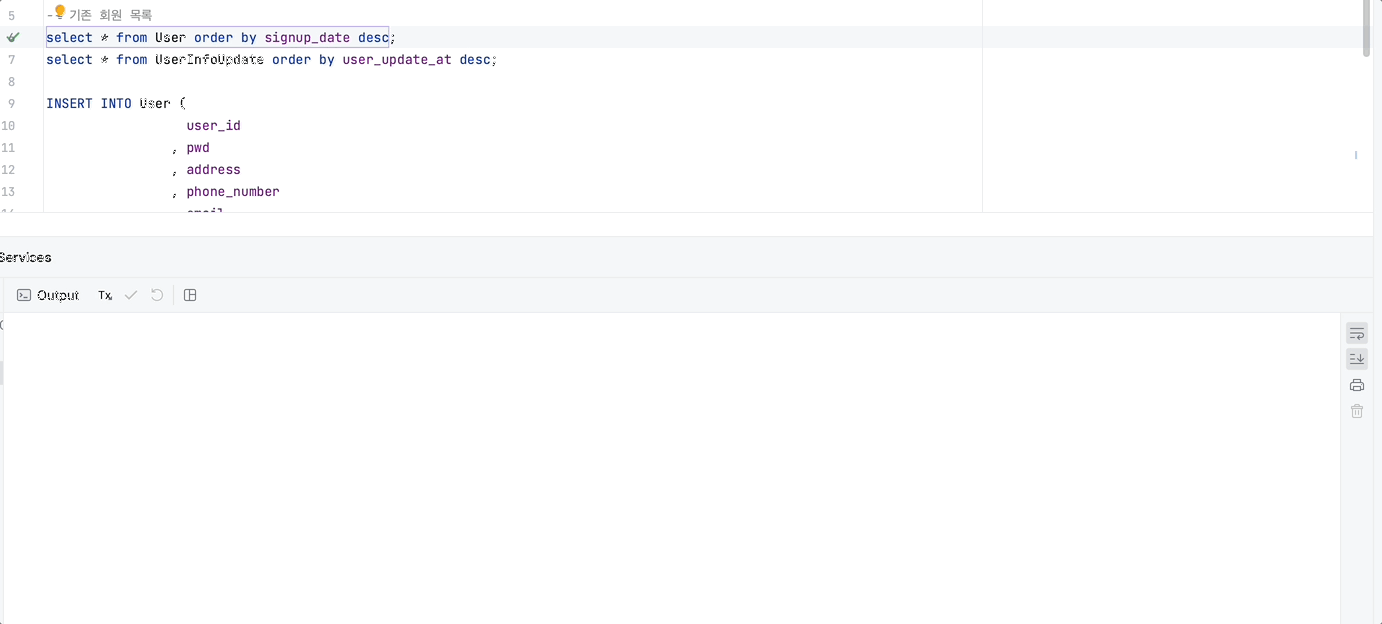 5 -- 기존 회원 목록
select * from User order by signup_date desc;
7 select * from UserInfoUpdate order by user_update_at desc;
8
9 INSERT INTO User (
10 user_id
11 , pwd
12 , address
13 , phone_number
email
Services
Output Tx